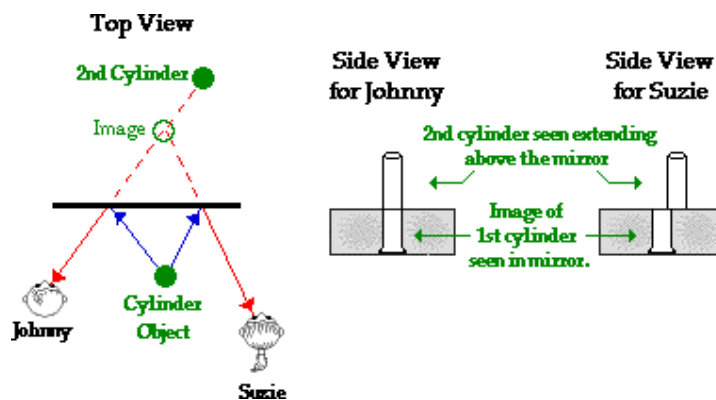 Top View
2nd Cylinder
Image
Cylinder
Object
Johnny
Suzie
Side View
for Johnny
Side View
for Suzie
2nd cylinder seen extending
above the mirror
Image of
1st cylinder
seen in mirror.